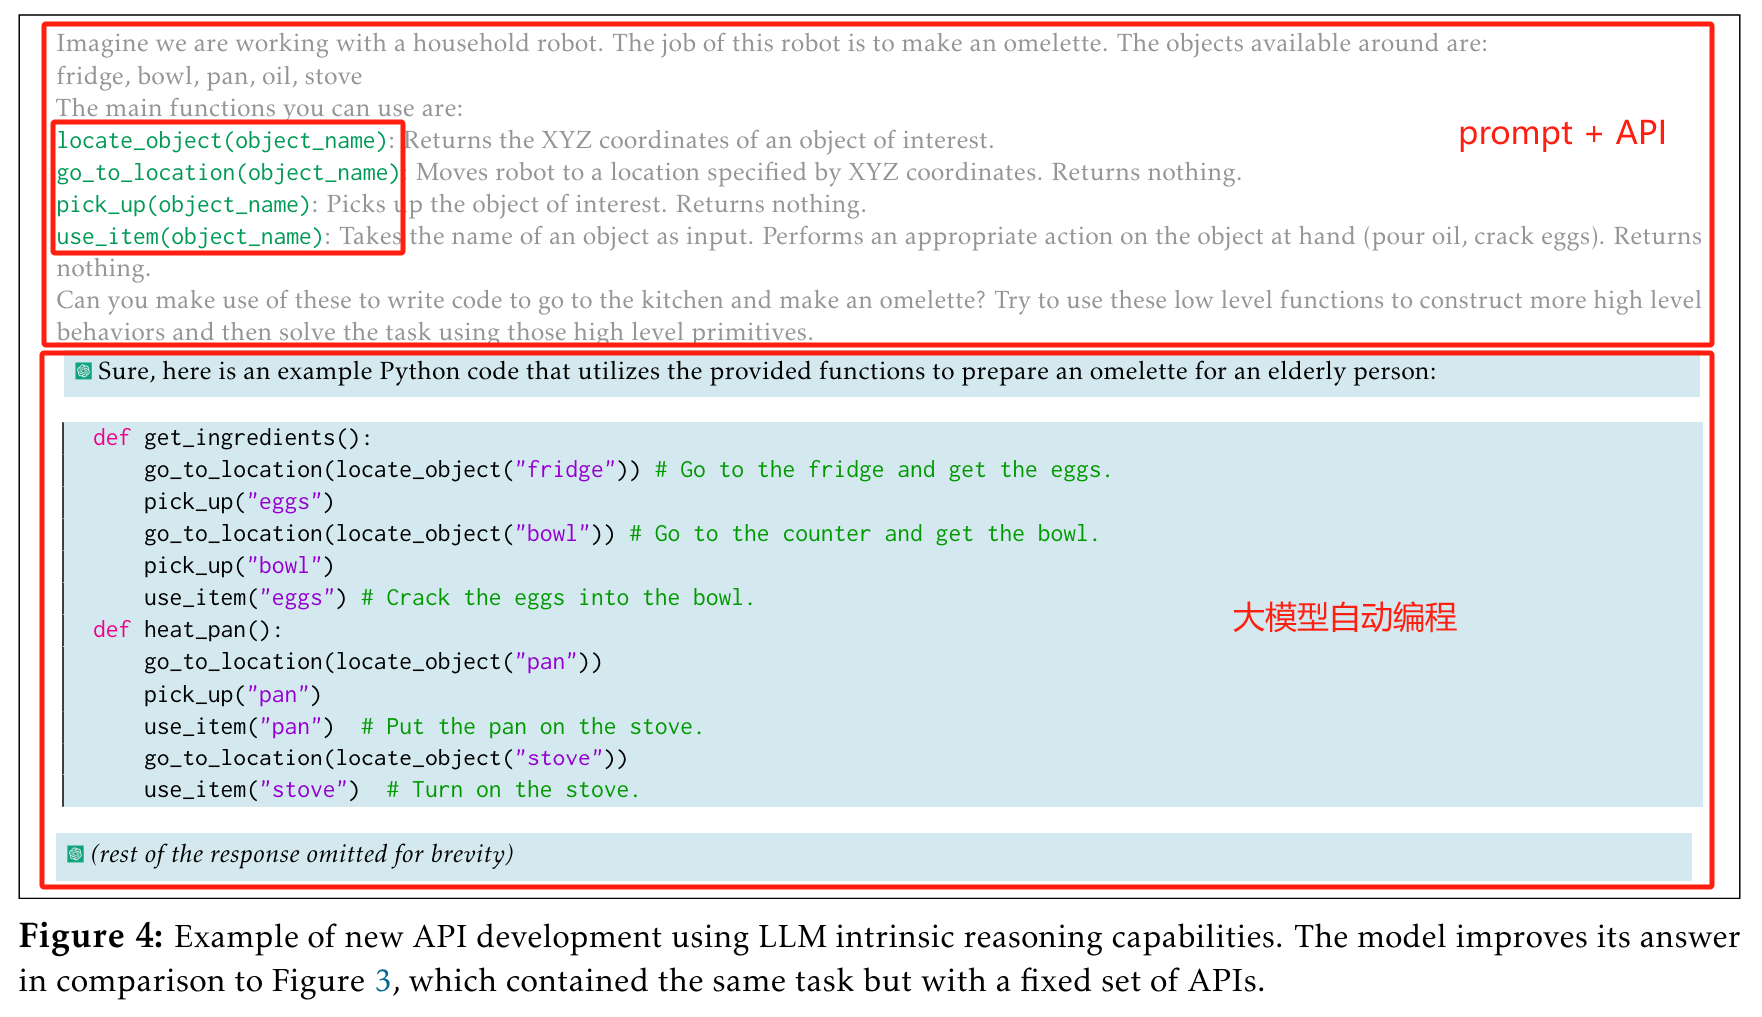 Imagine we are working with a household robot. The job of this robot is to make an omelette. The objects available around are:
fridge, bowl, pan, oil, stove
The main functions you can use are:
locate_object(object_name): Returns the XYZ coordinates of an object of interest.
go_to_location(object_name) Moves robot to a location specified by XYZ coordinates. Returns nothing.
pick_up(object_name): Picks up the object of interest. Returns nothing.
use_item(object_name): Takes the name of an object as input. Performs an appropriate action on the object at hand (pour oil, crack eggs). Returns
nothing.
Can you make use of these to write code to go to the kitchen and make an omelette? Try to use these low level functions to construct more high level
behaviors and then solve the task using those high level primitives.
prompt + API
Sure, here is an example Python code that utilizes the provided functions to prepare an omelette for an elderly person:
def get_ingredients():
go_to_location(locate_object("fridge")) # Go to the fridge and get the eggs.
pick_up("eggs")
go_to_location(locate_object("bowl")) # Go to the counter and get the bowl.
pick_up("bowl")
use_item("eggs") # Crack the eggs into the bowl.
def heat_pan():
go_to_location(locate_object("pan"))
pick_up("pan")
use_item("pan")  # Put the pan on the stove.
go_to_location(locate_object("stove"))
use_item("stove")  # Turn on the stove.
大模型自动编程
(rest of the response omitted for brevity)
Figure 4: Example of new API development using LLM intrinsic reasoning capabilities. The model improves its answer
in comparison to Figure 3, which contained the same task but with a fixed set of APIs.